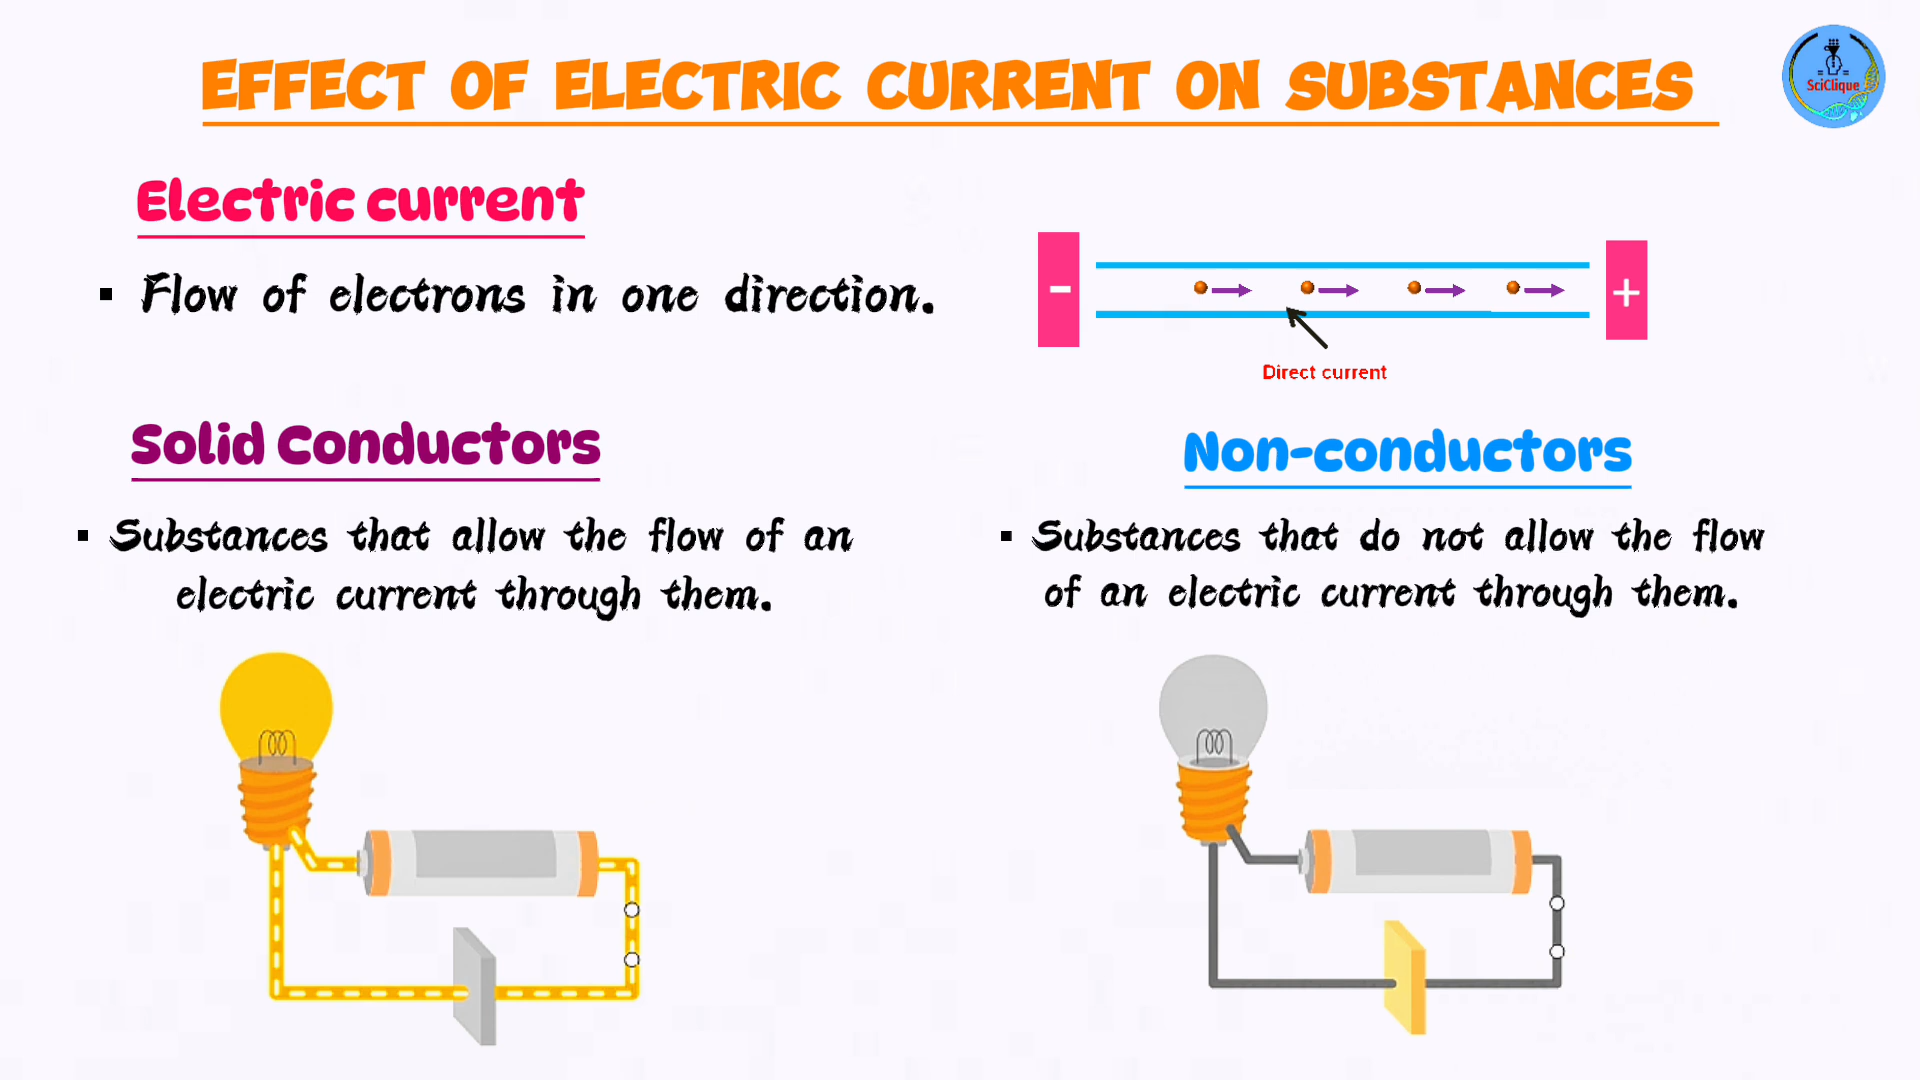 EFFECT OF ELECTRIC CURRENT ON SUBSTANCES
SciClique
Electric current
▪ Flow of electrons in one direction.
- +
Direct current
Solid Conductors
▪ Substances that allow the flow of an
electric current through them.
Non-conductors
▪ Substances that do not allow the flow
of an electric current through them.